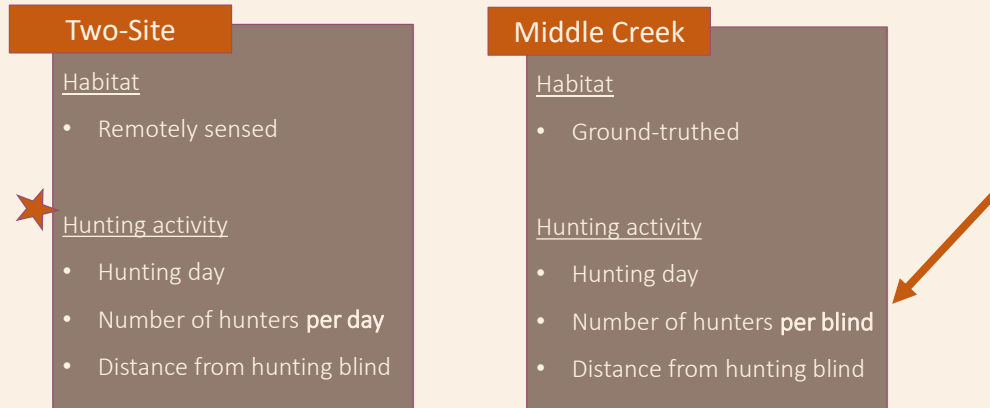 Two-Site
Habitat
• Remotely sensed
Hunting activity
• Hunting day
• Number of hunters per day
• Distance from hunting blind
Middle Creek
Habitat
• Ground-truthed
Hunting activity
• Hunting day
• Number of hunters per blind
• Distance from hunting blind